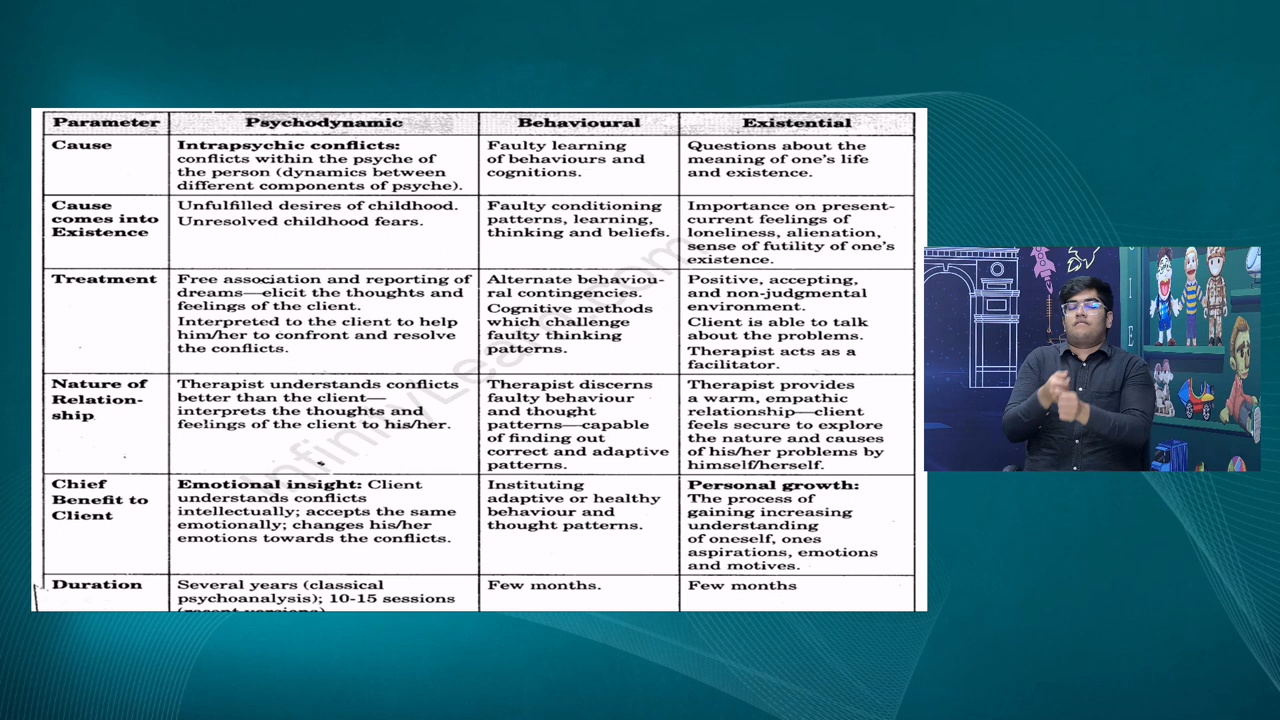 Parameter Psychodynamic Behavioural Existential
Cause
Intrapsychic conflicts:
conflicts within the psyche of
the person (dynamics between
different components of psyche).
Faulty learning
of behaviours and
cognitions.
Questions about the
meaning of one's life
and existence.
Cause
comes into
Existence
Unfulfilled desires of childhood.
Unresolved childhood fears.
Faulty conditioning
patterns, learning,
thinking and beliefs.
Importance on present-
current feelings of
loneliness, alienation,
sense of futility of one's
existence.
Treatment
Free association and reporting of
dreams—elicit the thoughts and
feelings of the client.
Interpreted to the client to help
him/her to confront and resolve
the conflicts.
Alternate behaviou-
ral contingencies.
Cognitive methods
which challenge
faulty thinking
patterns.
Positive, accepting,
and non-judgmental
environment.
Client is able to talk
about the problems.
Therapist acts as a
facilitator.
Nature of
Relation-
ship
Therapist understands conflicts
better than the client—
interprets the thoughts and
feelings of the client to his/her.
Therapist discerns
faulty behaviour
and thought
patterns—capable
of finding out
correct and adaptive
patterns.
Therapist provides
a warm, empathic
relationship—client
feels secure to explore
the nature and causes
of his/her problems by
himself/herself.
Chief
Benefit to
Client
Emotional insight: Client
understands conflicts
intellectually; accepts the same
emotionally; changes his/her
emotions towards the conflicts.
Instituting
adaptive or healthy
behaviour and
thought patterns.
Personal growth:
The process of
gaining increasing
understanding
of oneself, ones
aspirations, emotions
and motives.
Duration
Several years (classical
psychoanalysis); 10-15 sessions
(recent versions)
Few months.
Few months